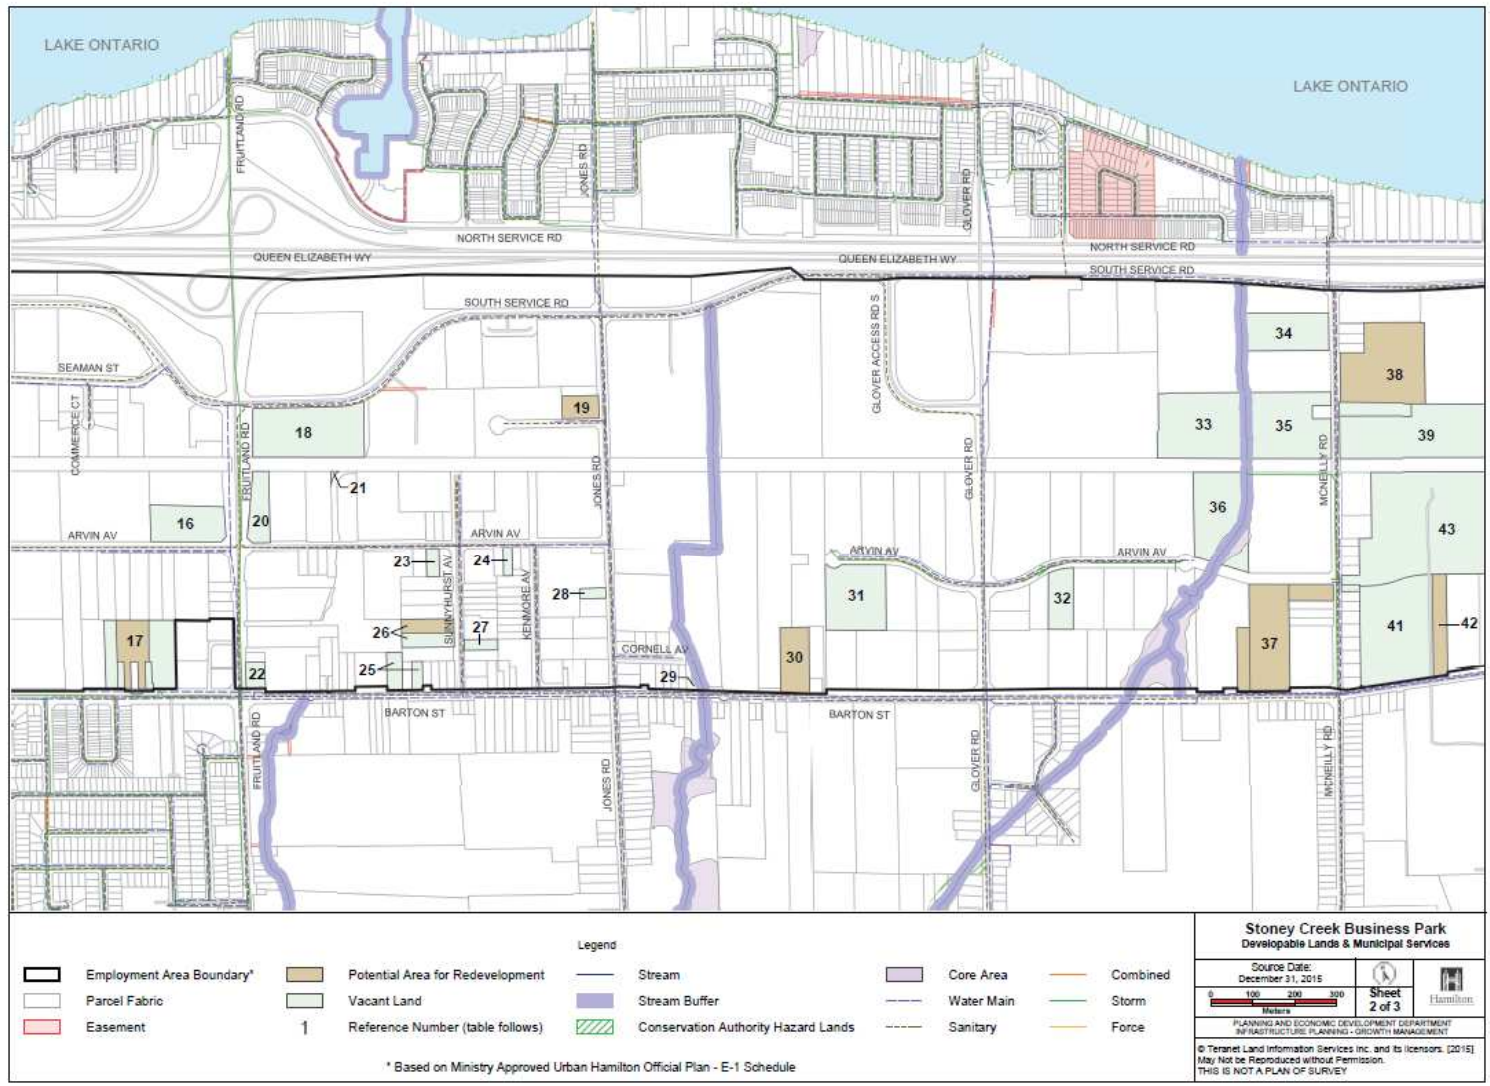 LAKE ONTARIO
LAKE ONTARIO
FRUITLAND RD
JONES RD
GLOVER RD
NORTH SERVICE RD
NORTH SERVICE RD
QUEEN ELIZABETH WY
QUEEN ELIZABETH WY
SOUTH SERVICE RD
SOUTH SERVICE RD
GLOVER ACCESS RD S
34
SEAMAN ST
38
COMMERCE CT
19
18
33
35
39
FRUITLAND RD
JONES RD
GLOVER RD
MCNEILLY RD
21
16
20
36
43
ARVIN AV
ARVIN AV
ARVIN AV
ARVIN AV
23
24
SUNNYHURST AV
KENMORE AV
28
31
32
26
27
17
41
42
37
CORNELL AV
30
22
25
29
BARTON ST
BARTON ST
FRUITLAND RD
JONES RD
GLOVER RD
MCNEILLY RD
Legend
Employment Area Boundary*
Potential Area for Redevelopment
Stream
Core Area
Combined
Parcel Fabric
Vacant Land
Stream Buffer
Water Main
Storm
Easement
1 Reference Number (table follows)
Conservation Authority Hazard Lands
Sanitary
Force
* Based on Ministry Approved Urban Hamilton Official Plan - E-1 Schedule
Stoney Creek Business Park
Developable Lands & Municipal Services
Source Date:
December 31, 2015
0 100 200 300
Meters
Sheet
2 of 3
Hamilton
PLANNING AND ECONOMIC DEVELOPMENT DEPARTMENT
INFRASTRUCTURE PLANNING - GROWTH MANAGEMENT
© Teranet Land Information Services Inc. and its licensors. [2015]
May Not be Reproduced without Permission.
THIS IS NOT A PLAN OF SURVEY